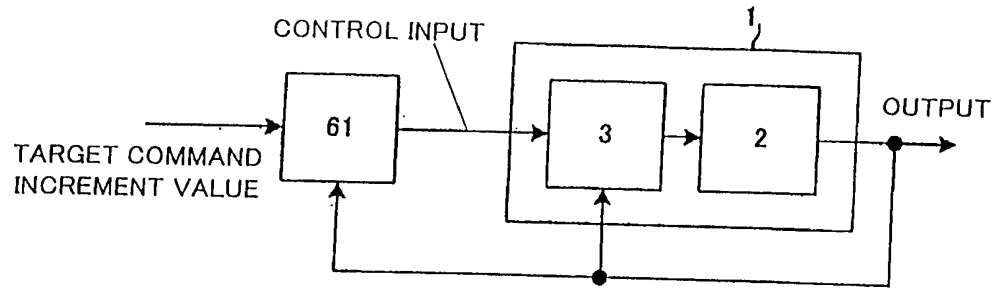 1
CONTROL INPUT
OUTPUT
61
3
2
TARGET COMMAND
INCREMENT VALUE